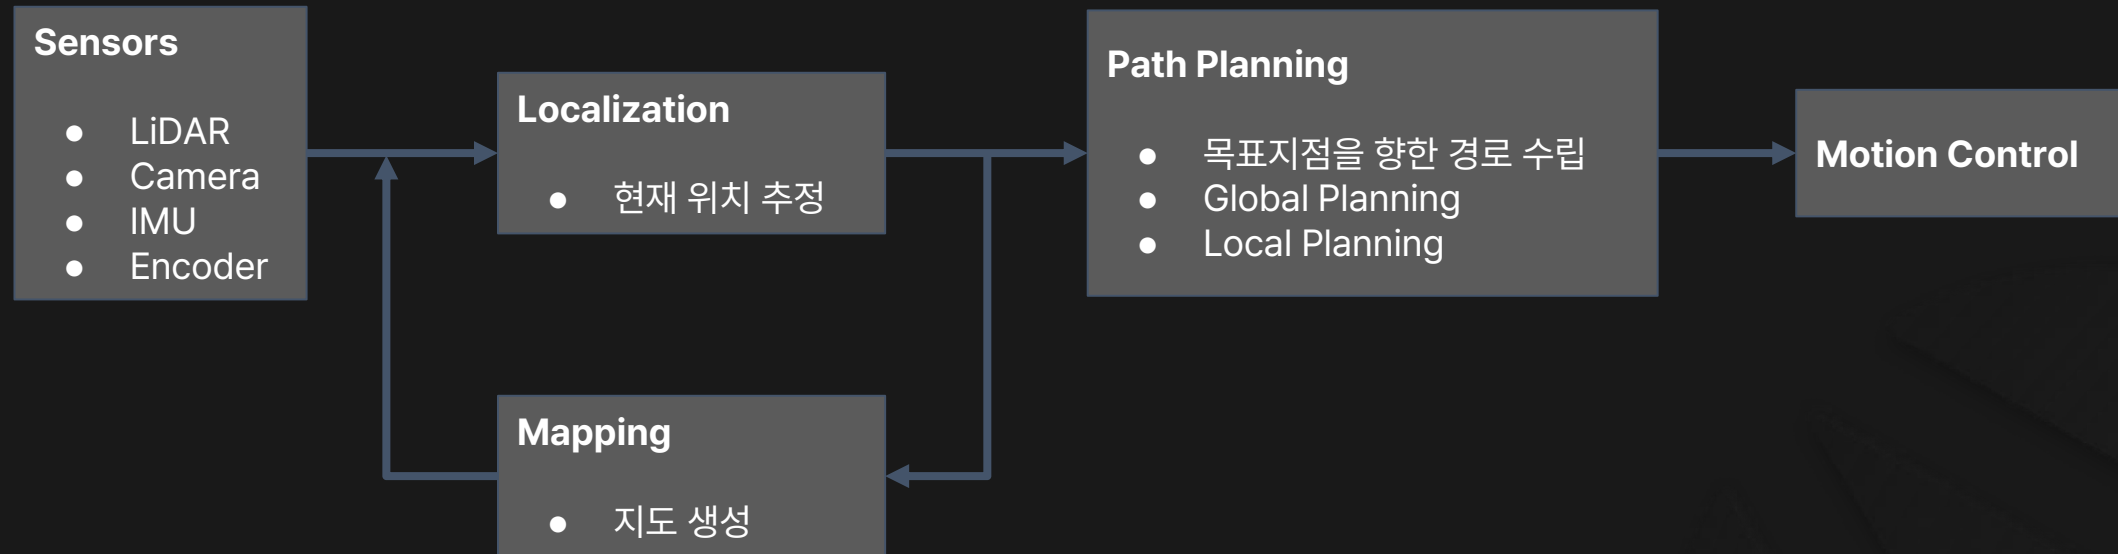 Sensors
● LiDAR
● Camera
● IMU
● Encoder
Localization
● 현재 위치 추정
Mapping
● 지도 생성
Path Planning
● 목표지점을 향한 경로 수립
● Global Planning
● Local Planning
Motion Control